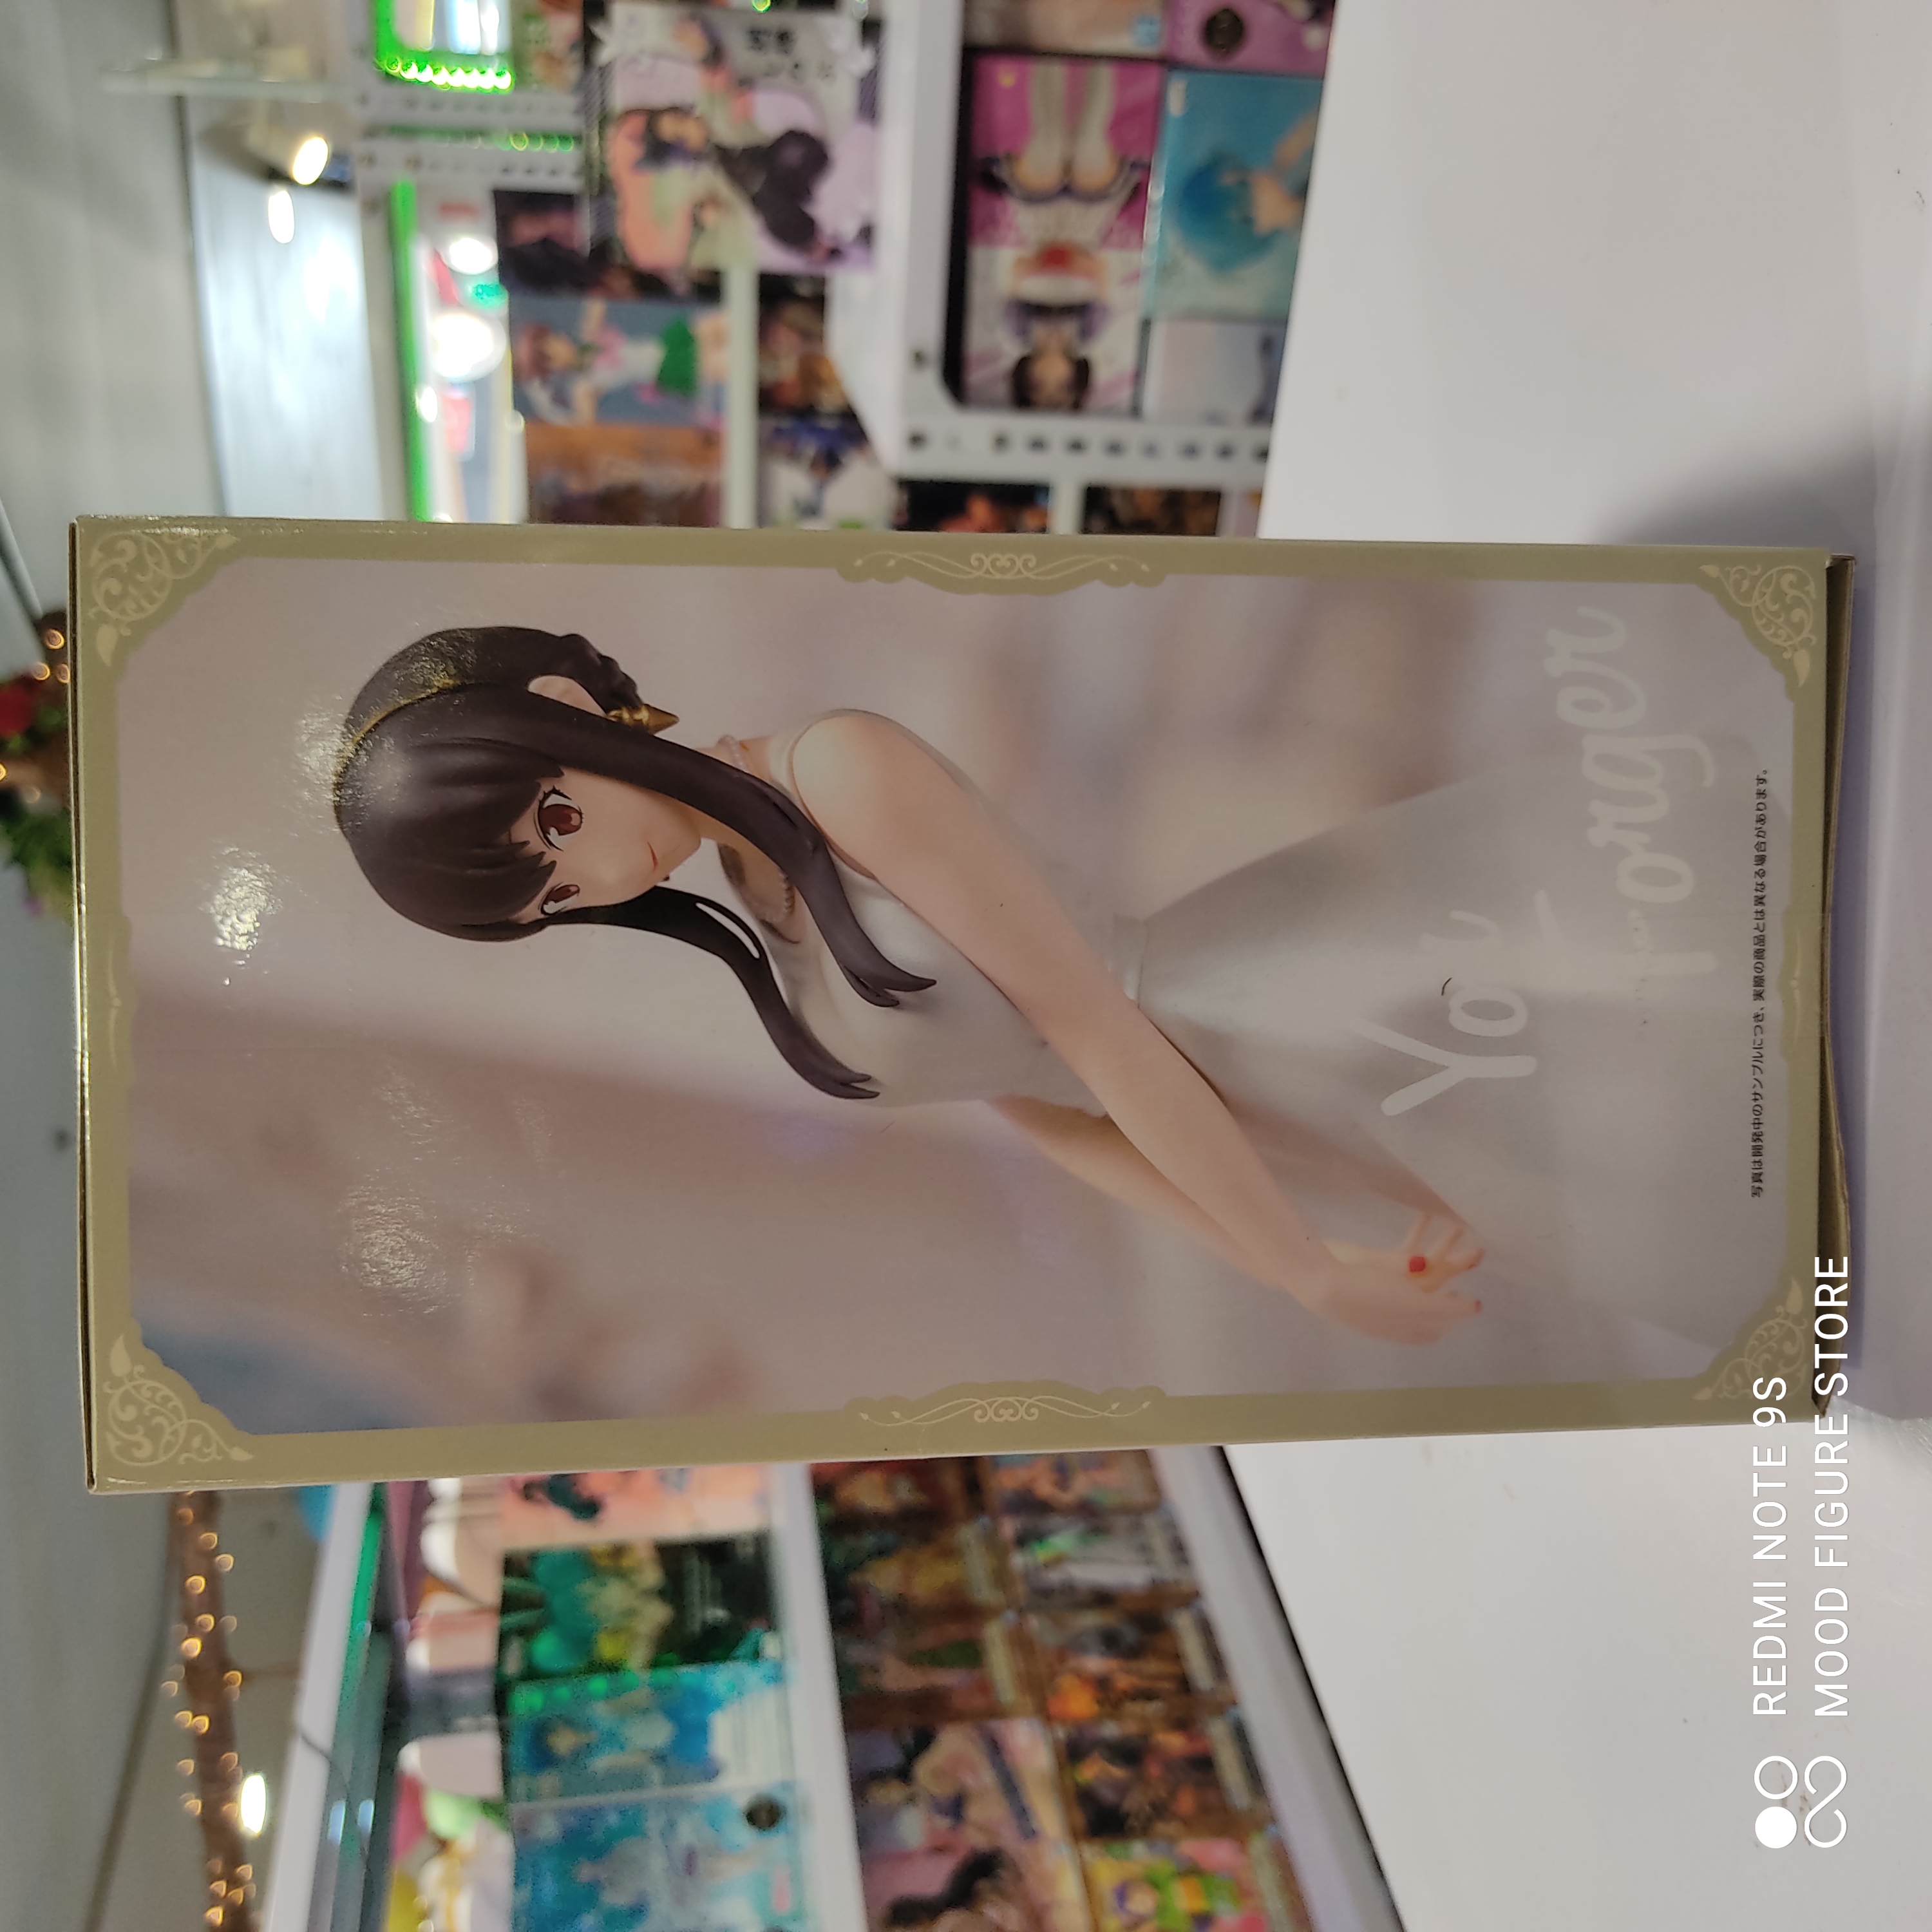 Yor
Forger
写真は開発中のサンプルにつき、実際の商品とは異なる場合があります。
REDMI NOTE 9S
MOOD FIGURE STORE